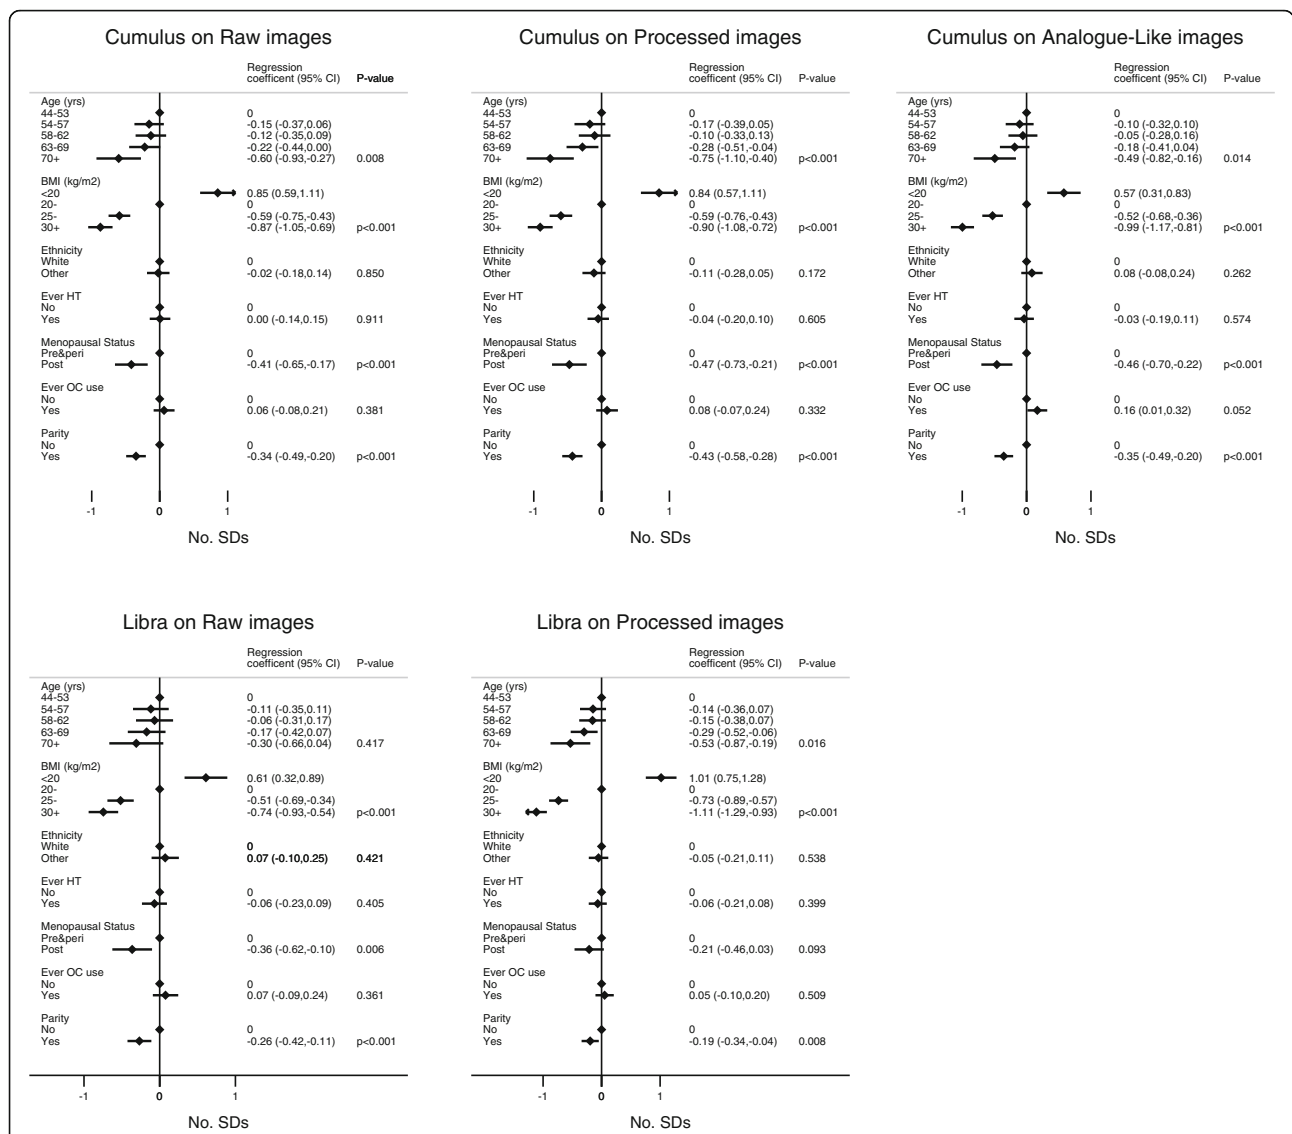 Cumulus on Raw images
Regression
coefficent (95% CI) P-value
Age (yrs)
44-53 0
54-57 -0.15 (-0.37,0.06)
58-62 -0.12 (-0.35,0.09)
63-69 -0.22 (-0.44,0.00)
70+ -0.60 (-0.93,-0.27) 0.008
BMI (kg/m2)
<20 0.85 (0.59,1.11)
20- 0
25- -0.59 (-0.75,-0.43)
30+ -0.87 (-1.05,-0.69) p<0.001
Ethnicity
White 0
Other -0.02 (-0.18,0.14) 0.850
Ever HT
No 0
Yes 0.00 (-0.14,0.15) 0.911
Menopausal Status
Pre&peri 0
Post -0.41 (-0.65,-0.17) p<0.001
Ever OC use
No 0
Yes 0.06 (-0.08,0.21) 0.381
Parity
No 0
Yes -0.34 (-0.49,-0.20) p<0.001
-1 0 1
No. SDs
Cumulus on Processed images
Regression
coefficent (95% CI) P-value
Age (yrs)
44-53 0
54-57 -0.17 (-0.39,0.05)
58-62 -0.10 (-0.33,0.13)
63-69 -0.28 (-0.51,-0.04)
70+ -0.75 (-1.10,-0.40) p<0.001
BMI (kg/m2)
<20 0.84 (0.57,1.11)
20- 0
25- -0.59 (-0.76,-0.43)
30+ -0.90 (-1.08,-0.72) p<0.001
Ethnicity
White 0
Other -0.11 (-0.28,0.05) 0.172
Ever HT
No 0
Yes -0.04 (-0.20,0.10) 0.605
Menopausal Status
Pre&peri 0
Post -0.47 (-0.73,-0.21) p<0.001
Ever OC use
No 0
Yes 0.08 (-0.07,0.24) 0.332
Parity
No 0
Yes -0.43 (-0.58,-0.28) p<0.001
-1 0 1
No. SDs
Cumulus on Analogue-Like images
Regression
coefficent (95% CI) P-value
Age (yrs)
44-53 0
54-57 -0.10 (-0.32,0.10)
58-62 -0.05 (-0.28,0.16)
63-69 -0.18 (-0.41,0.04)
70+ -0.49 (-0.82,-0.16) 0.014
BMI (kg/m2)
<20 0.57 (0.31,0.83)
20- 0
25- -0.52 (-0.68,-0.36)
30+ -0.99 (-1.17,-0.81) p<0.001
Ethnicity
White 0
Other 0.08 (-0.08,0.24) 0.262
Ever HT
No 0
Yes -0.03 (-0.19,0.11) 0.574
Menopausal Status
Pre&peri 0
Post -0.46 (-0.70,-0.22) p<0.001
Ever OC use
No 0
Yes 0.16 (0.01,0.32) 0.052
Parity
No 0
Yes -0.35 (-0.49,-0.20) p<0.001
-1 0 1
No. SDs
Libra on Raw images
Regression
coefficent (95% CI) P-value
Age (yrs)
44-53 0
54-57 -0.11 (-0.35,0.11)
58-62 -0.06 (-0.31,0.17)
63-69 -0.17 (-0.42,0.07)
70+ -0.30 (-0.66,0.04) 0.417
BMI (kg/m2)
<20 0.61 (0.32,0.89)
20- 0
25- -0.51 (-0.69,-0.34)
30+ -0.74 (-0.93,-0.54) p<0.001
Ethnicity
White 0
Other 0.07 (-0.10,0.25) 0.421
Ever HT
No 0
Yes -0.06 (-0.23,0.09) 0.405
Menopausal Status
Pre&peri 0
Post -0.36 (-0.62,-0.10) 0.006
Ever OC use
No 0
Yes 0.07 (-0.09,0.24) 0.361
Parity
No 0
Yes -0.26 (-0.42,-0.11) p<0.001
-1 0 1
No. SDs
Libra on Processed images
Regression
coefficent (95% CI) P-value
Age (yrs)
44-53 0
54-57 -0.14 (-0.36,0.07)
58-62 -0.15 (-0.38,0.07)
63-69 -0.29 (-0.52,-0.06)
70+ -0.53 (-0.87,-0.19) 0.016
BMI (kg/m2)
<20 1.01 (0.75,1.28)
20- 0
25- -0.73 (-0.89,-0.57)
30+ -1.11 (-1.29,-0.93) p<0.001
Ethnicity
White 0
Other -0.05 (-0.21,0.11) 0.538
Ever HT
No 0
Yes -0.06 (-0.21,0.08) 0.399
Menopausal Status
Pre&peri 0
Post -0.21 (-0.46,0.03) 0.093
Ever OC use
No 0
Yes 0.05 (-0.10,0.20) 0.509
Parity
No 0
Yes -0.19 (-0.34,-0.04) 0.008
-1 0 1
No. SDs